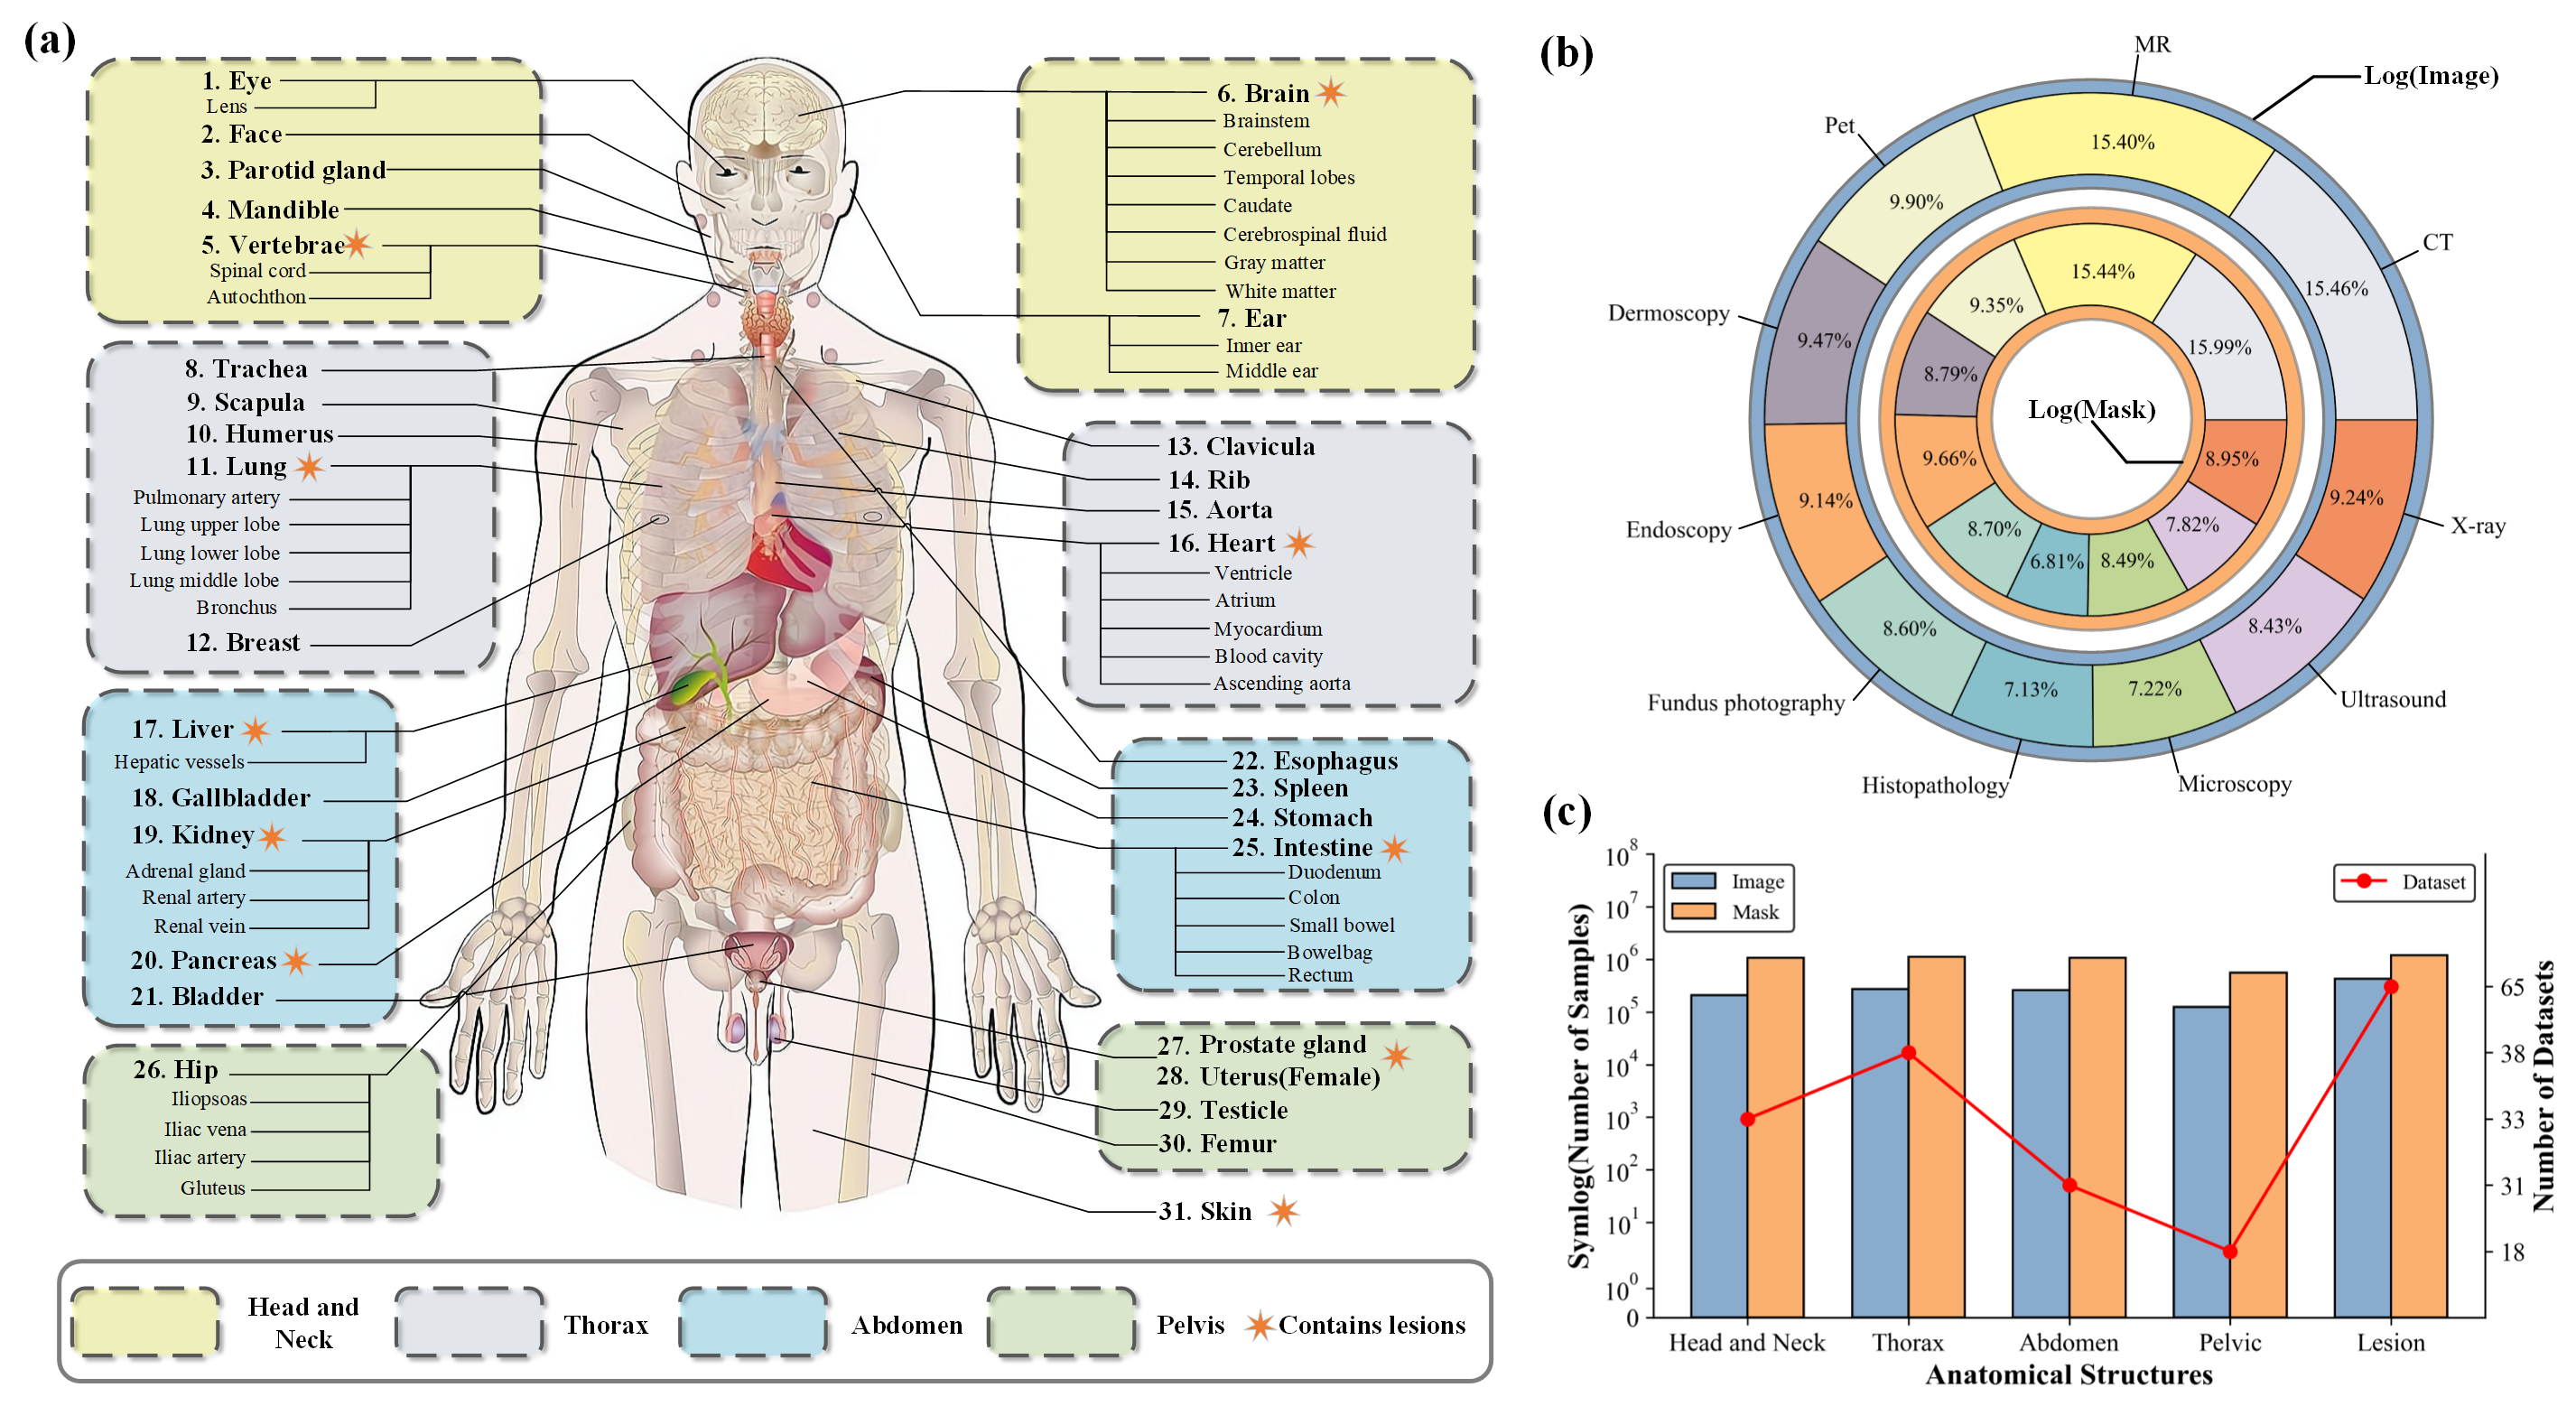 (a)
1. Eye
Lens
2. Face
3. Parotid gland
4. Mandible
5. Vertebrae
Spinal cord
Autochthon
6. Brain
Brainstem
Cerebellum
Temporal lobes
Caudate
Cerebrospinal fluid
Gray matter
White matter
7. Ear
Inner ear
Middle ear
8. Trachea
9. Scapula
10. Humerus
11. Lung
Pulmonary artery
Lung upper lobe
Lung lower lobe
Lung middle lobe
Bronchus
12. Breast
13. Clavicula
14. Rib
15. Aorta
16. Heart
Ventricle
Atrium
Myocardium
Blood cavity
Ascending aorta
17. Liver
Hepatic vessels
18. Gallbladder
19. Kidney
Adrenal gland
Renal artery
Renal vein
20. Pancreas
21. Bladder
22. Esophagus
23. Spleen
24. Stomach
25. Intestine
Duodenum
Colon
Small bowel
Bowelbag
Rectum
26. Hip
Iliopsoas
Iliac vena
Iliac artery
Gluteus
27. Prostate gland
28. Uterus(Female)
29. Testicle
30. Femur
31. Skin
Head and
Neck
Thorax
Abdomen
Pelvis
Contains lesions
(b)
MR
Log(Image)
Pet
15.40%
9.90%
CT
15.46%
Dermoscopy
9.47%
15.44%
9.35%
15.99%
8.79%
Log(Mask)
9.66%
8.95%
8.70%
7.82%
6.81%
8.49%
Endoscopy
9.14%
9.24%
X-ray
8.60%
8.43%
Fundus photography
7.13%
7.22%
Ultrasound
Histopathology
Microscopy
(c)
Symlog(Number of Samples)
10^8
10^7
10^6
10^5
10^4
10^3
10^2
10^1
10^0
0
Image
Mask
Dataset
65
38
33
31
18
Number of Datasets
Head and Neck
Thorax
Abdomen
Pelvic
Lesion
Anatomical Structures